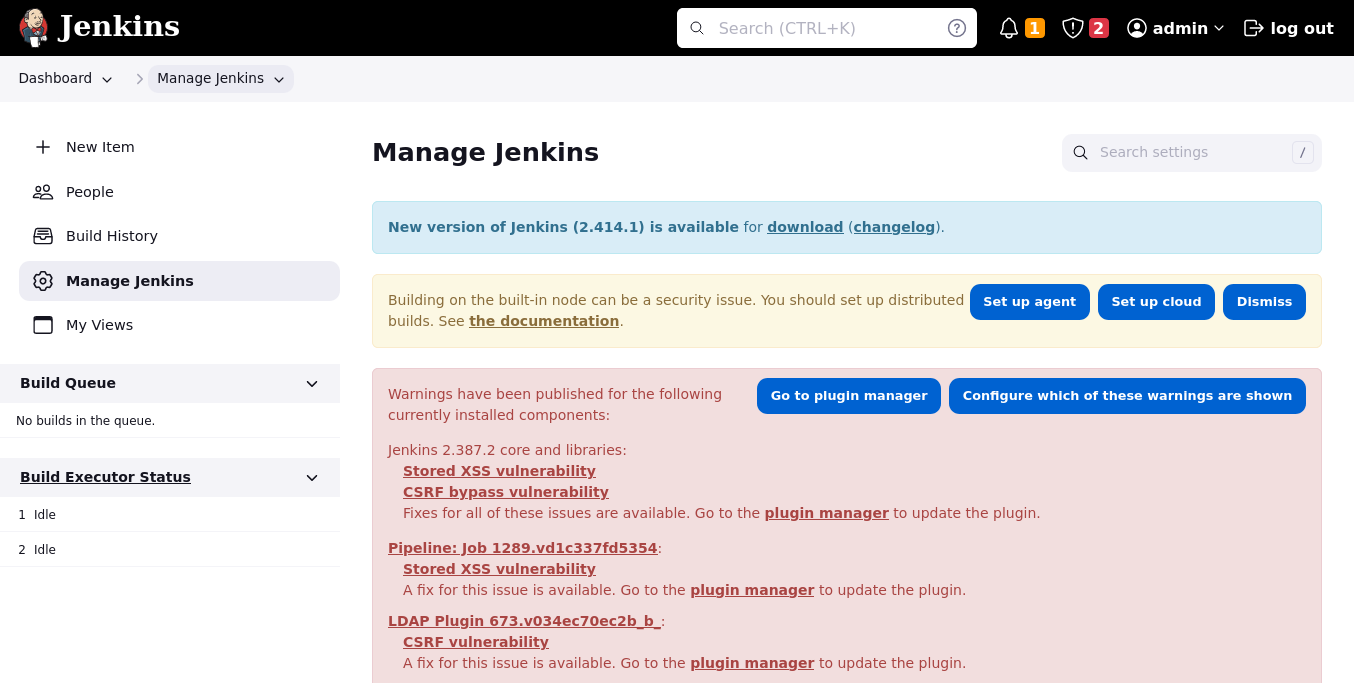 Jenkins
Search (CTRL+K)
1
2
admin
log out
Dashboard
Manage Jenkins
New Item
People
Build History
Manage Jenkins
My Views
Build Queue
No builds in the queue.
Build Executor Status
1 Idle
2 Idle
Manage Jenkins
Search settings
/
New version of Jenkins (2.414.1) is available for download (changelog).
Building on the built-in node can be a security issue. You should set up distributed
builds. See the documentation.
Set up agent
Set up cloud
Dismiss
Warnings have been published for the following
currently installed components:
Go to plugin manager
Configure which of these warnings are shown
Jenkins 2.387.2 core and libraries:
Stored XSS vulnerability
CSRF bypass vulnerability
Fixes for all of these issues are available. Go to the plugin manager to update the plugin.
Pipeline: Job 1289.vd1c337fd5354:
Stored XSS vulnerability
A fix for this issue is available. Go to the plugin manager to update the plugin.
LDAP Plugin 673.v034ec70ec2b_b_:
CSRF vulnerability
A fix for this issue is available. Go to the plugin manager to update the plugin.